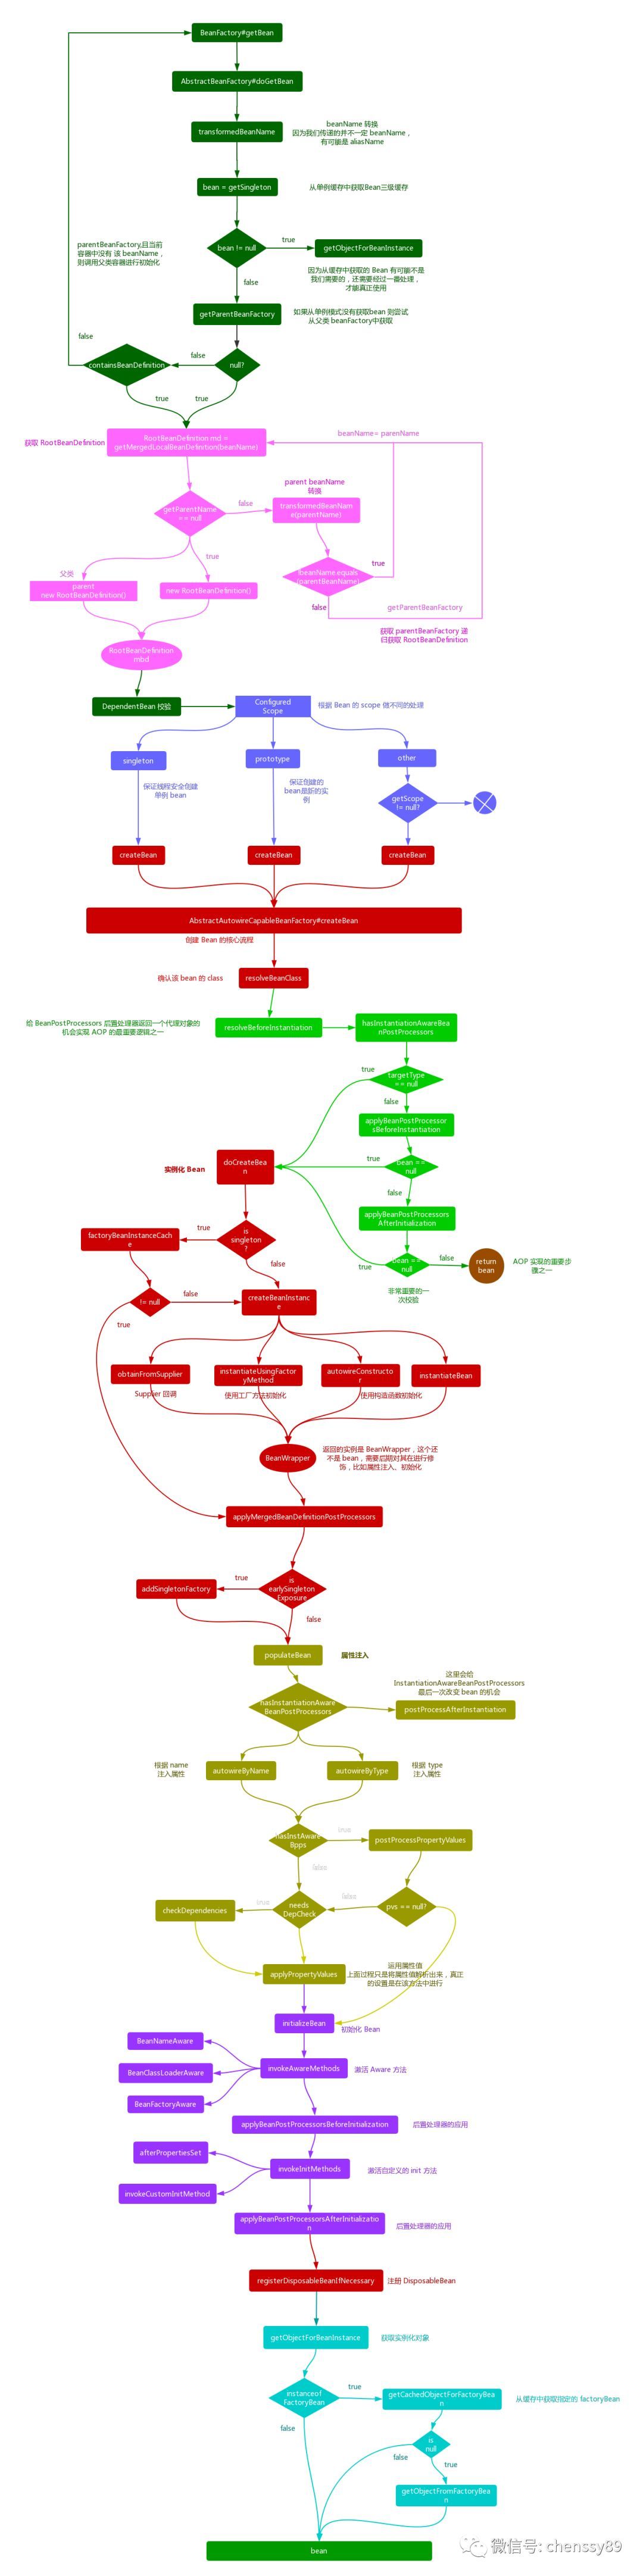 BeanFactory#getBean
AbstractBeanFactory#doGetBean
transformedBeanName
beanName 转换
因为我们传递的并不一定 beanName，
有可能是 aliasName
bean = getSingleton
从单例缓存中获取Bean三级缓存
parentBeanFactory,且当前
容器中没有 该 beanName，
则调用父类容器进行初始化
bean != null
true
getObjectForBeanInstance
因为从缓存中获取的 Bean 有可能不是
我们需要的，还需要经过一番处理，
才能真正使用
false
getParentBeanFactory
如果从单例模式没有获取bean 则尝试
从父类 beanFactory中获取
false
containsBeanDefinition
false
null?
true
true
获取 RootBeanDefinition
RootBeanDefinition md =
getMergedLocalBeanDefinition(beanName)
beanName= parenName
getParentName
== null
false
parent beanName
转换
transformedBeanNam
e(parentName)
true
父类
parent
new RootBeanDefinition()
new RootBeanDefinition()
!beanName.equals
(parentBeanName)
true
false
getParentBeanFactory
获取 parentBeanFactory 递
归获取 RootBeanDefinition
RootBeanDefinition
mbd
DependentBean 校验
Configured
Scope
根据 Bean 的 scope 做不同的处理
singleton
prototype
other
保证线程安全创建
单例 bean
保证创建的
bean是新的实
例
getScope
!= null?
createBean
createBean
createBean
AbstractAutowireCapableBeanFactory#createBean
创建 Bean 的核心流程
确认该 bean 的 class
resolveBeanClass
给 BeanPostProcessors 后置处理器返回一个代理对象的
机会实现 AOP 的最重要逻辑之一
resolveBeforeInstantiation
hasInstantiationAwareBea
nPostProcessors
true
targetType
== null
false
applyBeanPostProcessor
sBeforeInstantiation
实例化 Bean
doCreateBea
n
true
bean ==
null
false
applyBeanPostProcessors
AfterInitialization
factoryBeanInstanceCach
e
true
is
singleton
?
false
true
bean ==
null
false
return
bean
AOP 实现的重要步
骤之一
非常重要的一
次校验
!= null
false
createBeanInstanc
e
true
obtainFromSupplier
instantiateUsingFactor
yMethod
autowireConstructo
r
instantiateBean
Supplier 回调
使用工厂方法初始化
使用构造函数初始化
BeanWrapper
返回的实例是 BeanWrapper，这个还
不是 bean，需要后期对其在进行修
饰，比如属性注入、初始化
applyMergedBeanDefinitionPostProcessors
addSingletonFactory
true
is
earlySingleton
Exposure
false
populateBean
属性注入
这里会给
InstantiationAwareBeanPostProcessors
最后一次改变 bean 的机会
hasInstantiationAware
BeanPostProcessors
postProcessAfterInstantiation
根据 name
注入属性
autowireByName
autowireByType
根据 type
注入属性
hasInstAware
Bpps
true
postProcessPropertyValues
false
checkDependencies
true
needs
DepCheck
false
pvs == null?
applyPropertyValues
运用属性值
上面过程只是将属性值解析出来，真正
的设置是在该方法中进行
initializeBean
初始化 Bean
BeanNameAware
BeanClassLoaderAware
BeanFactoryAware
invokeAwareMethods
激活 Aware 方法
applyBeanPostProcessorsBeforeInitialization
后置处理器的应用
afterPropertiesSet
invokeCustomInitMethod
invokeInitMethods
激活自定义的 init 方法
applyBeanPostProcessorsAfterInitializatio
n
后置处理器的应用
registerDisposableBeanIfNecessary
注册 DisposableBean
getObjectForBeanInstance
获取实例化对象
instanceof
FactoryBean
true
getCachedObjectForFactoryBea
n
从缓存中获取指定的 factoryBean
false
is
null
false
true
getObjectFromFactoryBea
n
bean
微信号: chenssy89